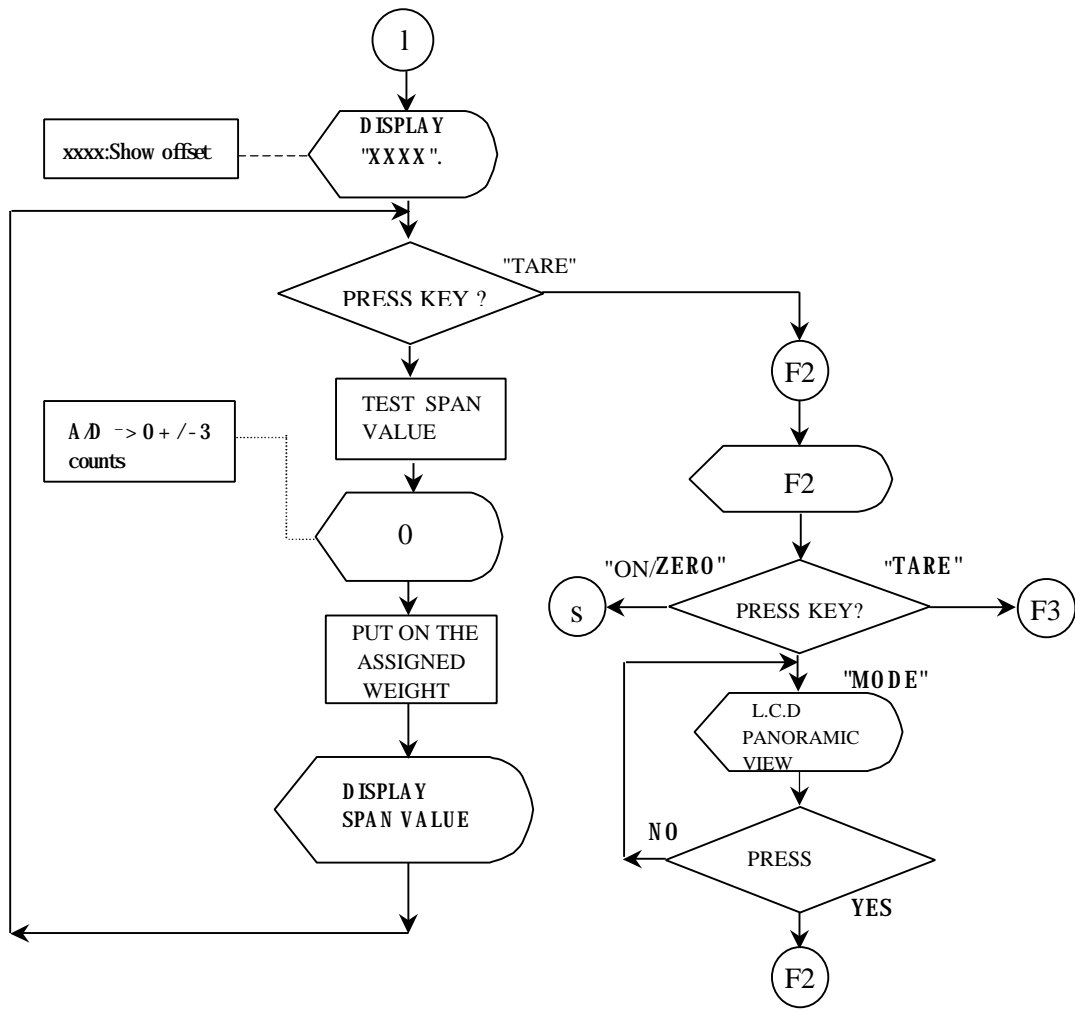 1
DISPLAY
"XXXX".
xxxx:Show offset
"TARE"
PRESS KEY ?
F2
TEST SPAN
VALUE
A/D -> 0 + / - 3
counts
F2
0
"ON/ZERO"
"TARE"
s
PRESS KEY?
F3
PUT ON THE
ASSIGNED
WEIGHT
"MODE"
L.C.D
PANORAMIC
VIEW
DISPLAY
SPAN VALUE
NO
PRESS
YES
F2